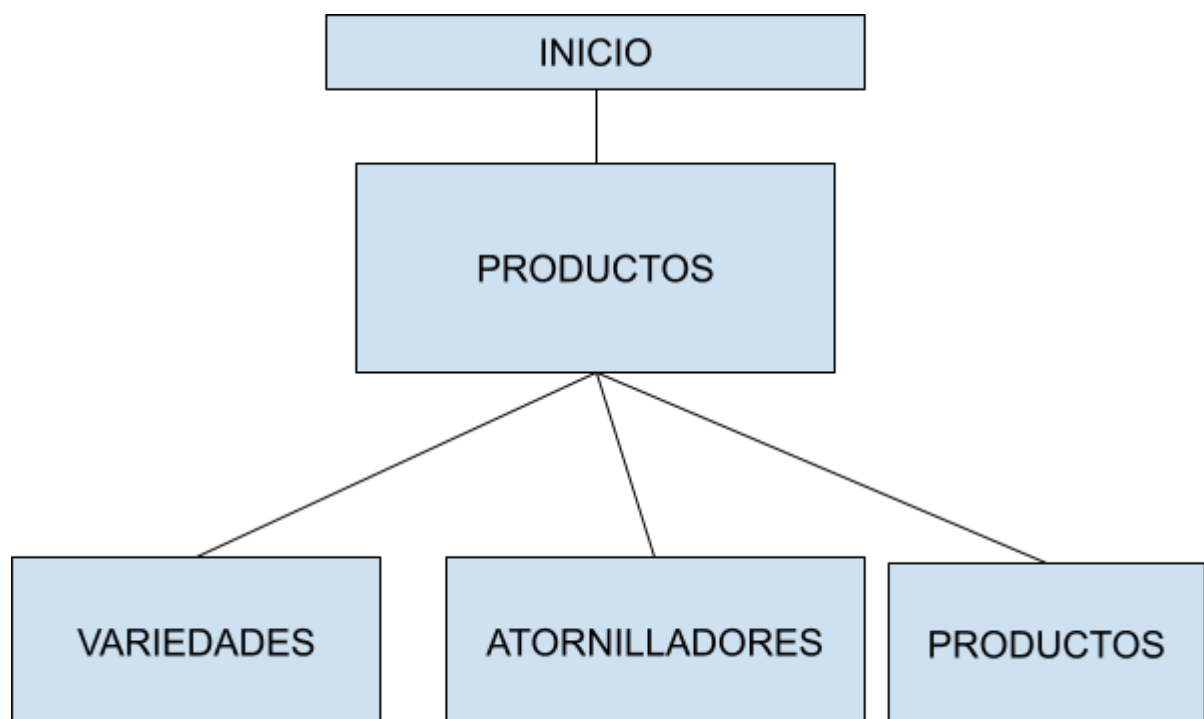 INICIO
PRODUCTOS
VARIEDADES
ATORNILLADORES
PRODUCTOS